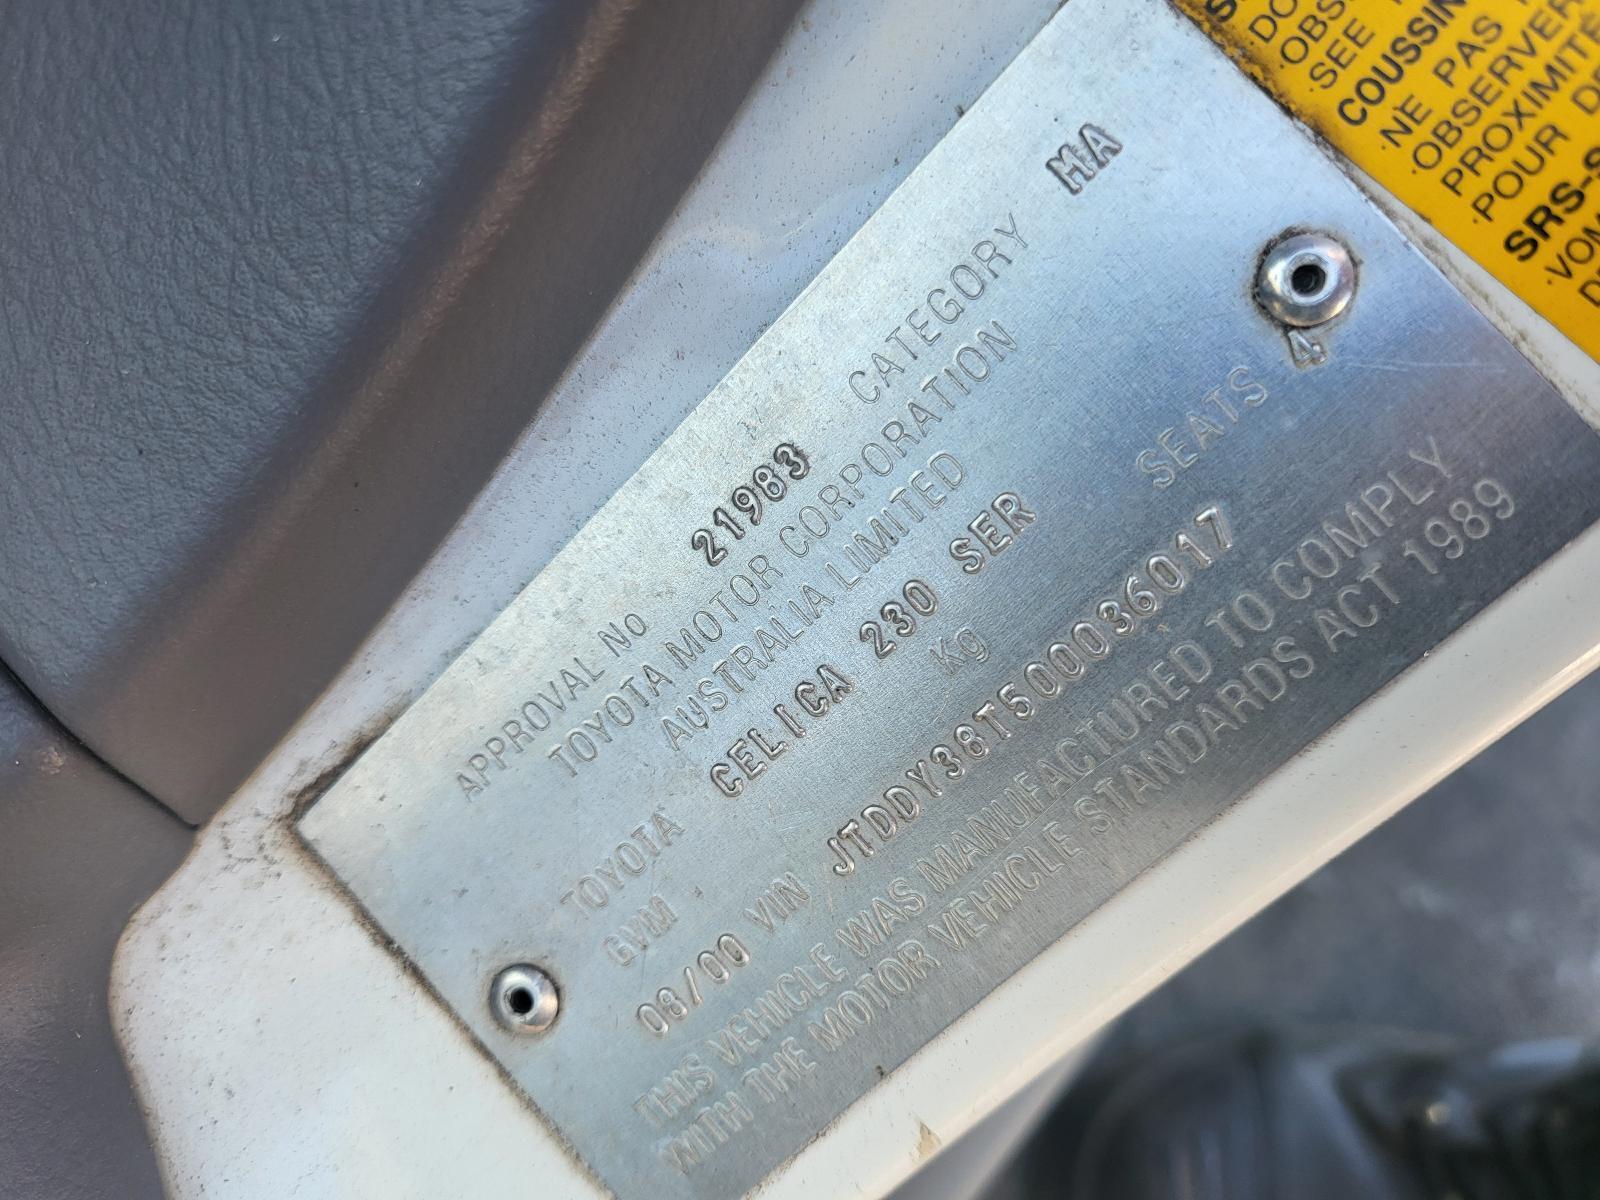 APPROVAL No 21983 CATEGORY MA
TOYOTA MOTOR CORPORATION
AUSTRALIA LIMITED
TOYOTA CELICA 230 SER SEATS 4
GVM Kg
08/00 VIN JTDDY38T500036017
THIS VEHICLE WAS MANUFACTURED TO COMPLY
WITH THE MOTOR VEHICLE STANDARDS ACT 1989
SEE
COUSSIN
·NE PAS
·OBSERVER
PROXIMITÉ
·POUR
SRS-